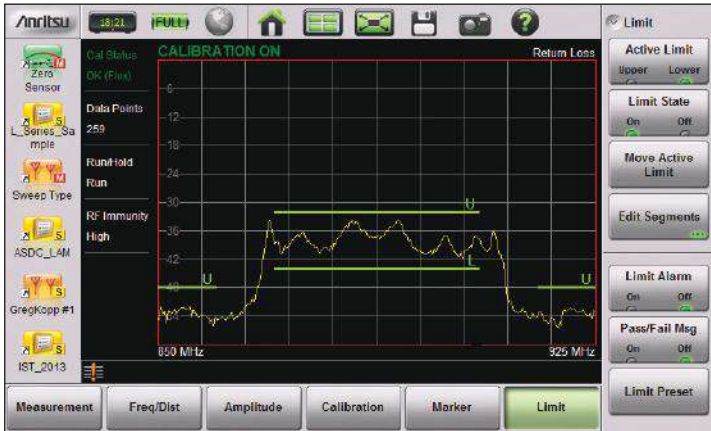 Anritsu
18:21
FULL
?
Limit
Zero
Sensor
L_Series_Sa
mple
Sweep Type
ASDC_LAM
GregKopp #1
IST_2013
Cal Status
OK (Flex)
Data Points
259
Run/Hold
Run
RF Immunity
High
CALIBRATION ON
Return Loss
-6
-12
-18
-24
-30
-36
-42
-48
-54
U
L
U
U
850 MHz
925 MHz
Active Limit
Upper Lower
Limit State
On Off
Move Active
Limit
Edit Segments
Limit Alarm
On Off
Pass/Fail Msg
On Off
Limit Preset
Measurement
Freq/Dist
Amplitude
Calibration
Marker
Limit